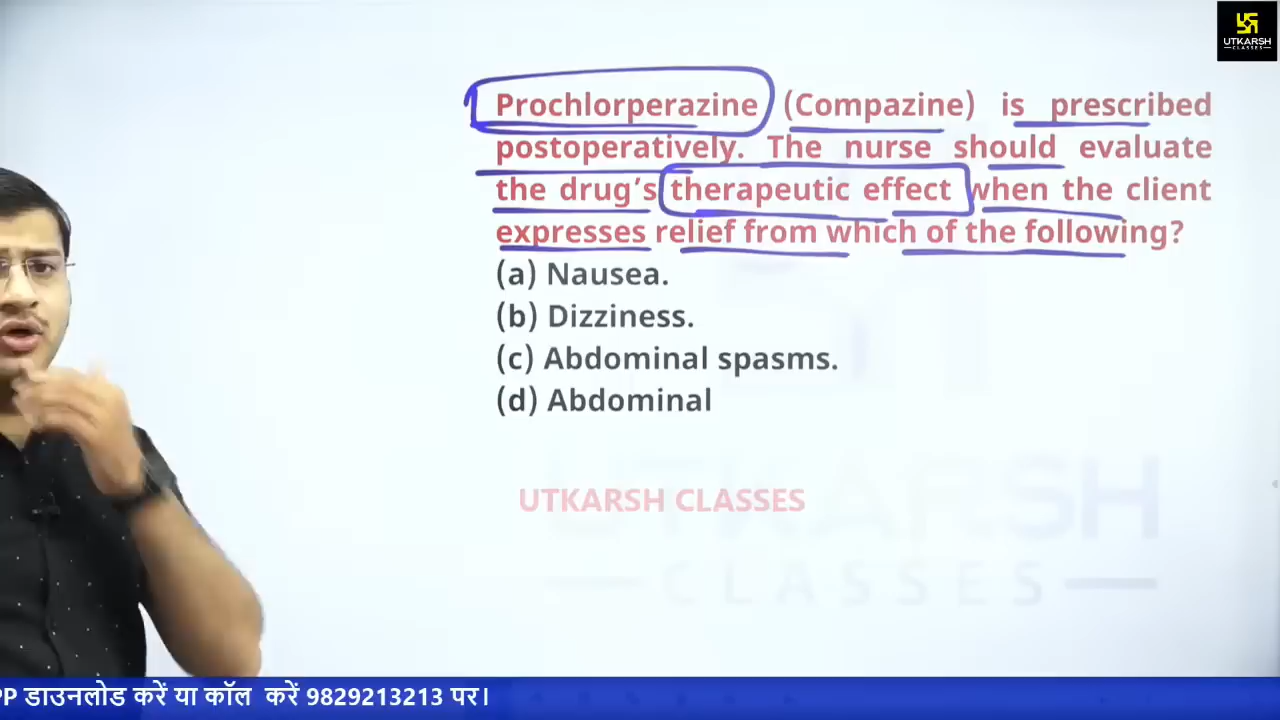 UTKARSH
CLASSES
Prochlorperazine (Compazine) is prescribed
postoperatively. The nurse should evaluate
the drug's therapeutic effect when the client
expresses relief from which of the following?
(a) Nausea.
(b) Dizziness.
(c) Abdominal spasms.
(d) Abdominal
UTKARSH CLASSES
UTKARSH
CLASSES
PP डाउनलोड करें या कॉल करें 9829213213 पर।